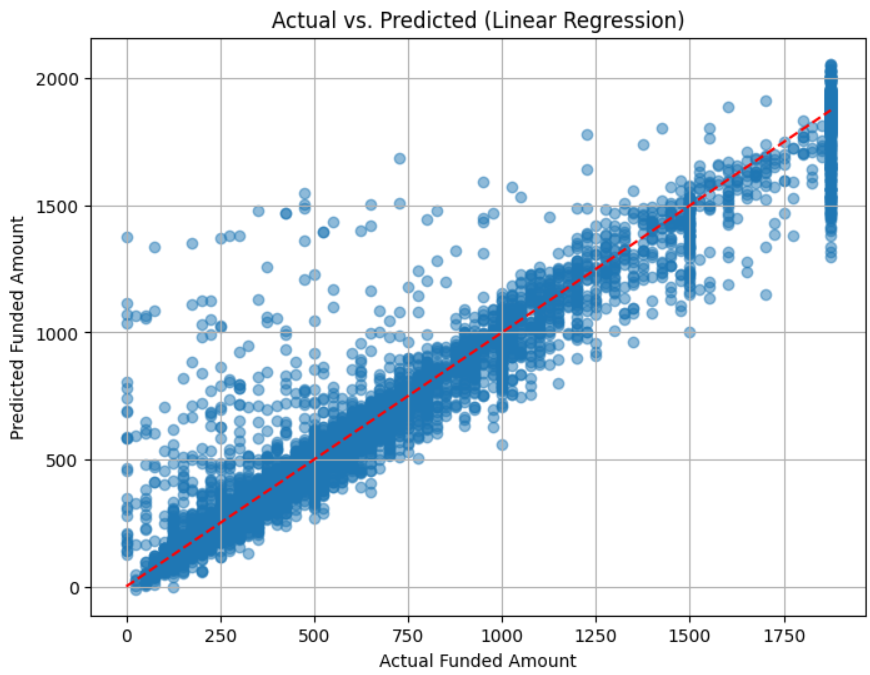 Actual vs. Predicted (Linear Regression)
2000
1500
1000
500
0
Predicted Funded Amount
0 250 500 750 1000 1250 1500 1750
Actual Funded Amount